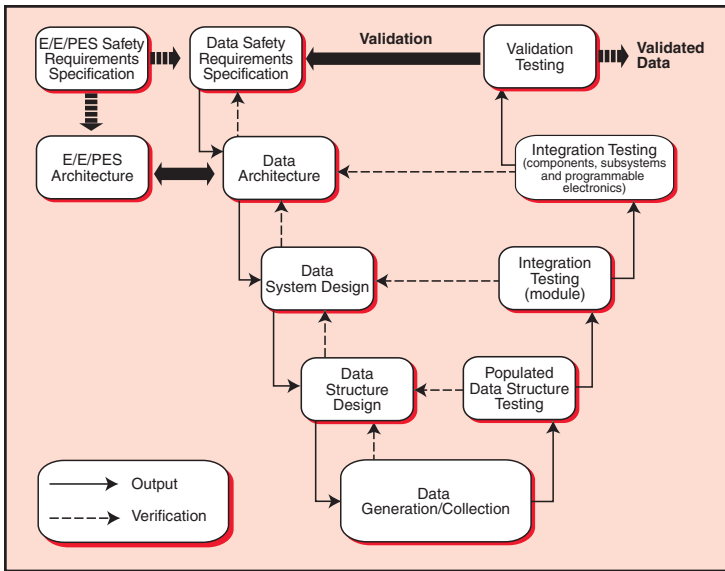 E/E/PES Safety
Requirements
Specification
Data Safety
Requirements
Specification
Validation
Validation
Testing
Validated
Data
E/E/PES
Architecture
Data
Architecture
Integration Testing
(components, subsystems
and programmable
electronics)
Data
System Design
Integration
Testing
(module)
Data
Structure
Design
Populated
Data Structure
Testing
Data
Generation/Collection
Output
Verification